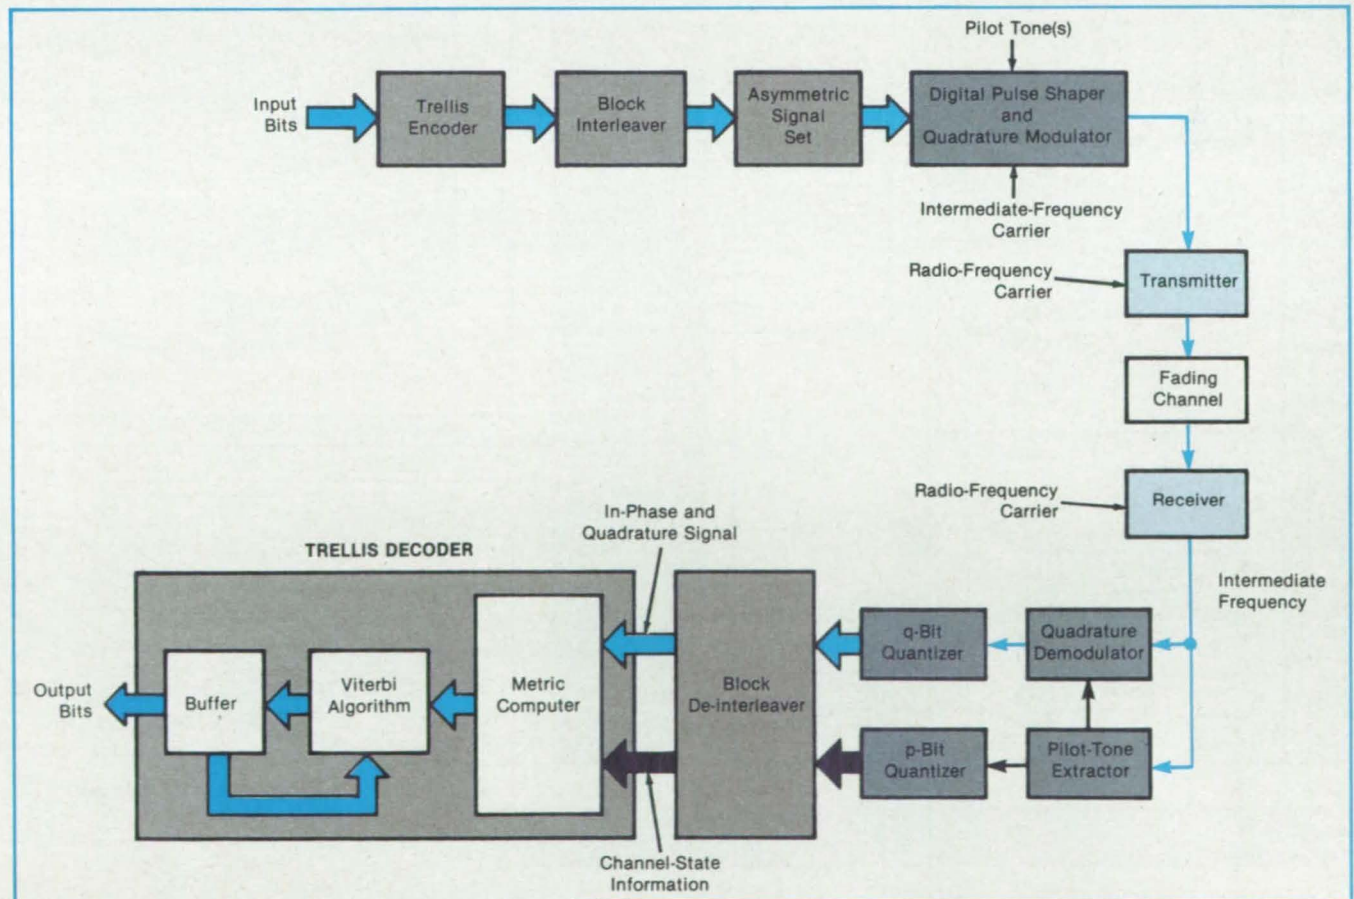 Pilot Tone(s)
Input
Bits
Trellis
Encoder
Block
Interleaver
Asymmetric
Signal
Set
Digital Pulse Shaper
and
Quadrature Modulator
Intermediate-Frequency
Carrier
Radio-Frequency
Carrier
Transmitter
Fading
Channel
Radio-Frequency
Carrier
Receiver
Intermediate
Frequency
In-Phase and
Quadrature Signal
TRELLIS DECODER
Output
Bits
Buffer
Viterbi
Algorithm
Metric
Computer
Block
De-interleaver
q-Bit
Quantizer
Quadrature
Demodulator
p-Bit
Quantizer
Pilot-Tone
Extractor
Channel-State
Information